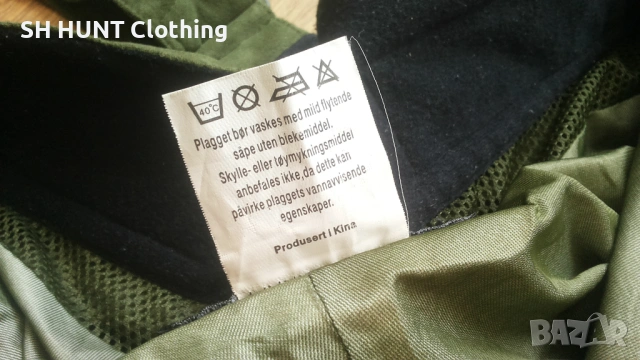 SH HUNT Clothing
40°C
Plagget bør vaskes med mild flytende
såpe uten blekemiddel.
Skylle- eller tøymykningsmiddel
anbefales ikke,da dette kan
påvirke plaggets vannavvisende
egenskaper.
Produsert i Kina
BAZAR